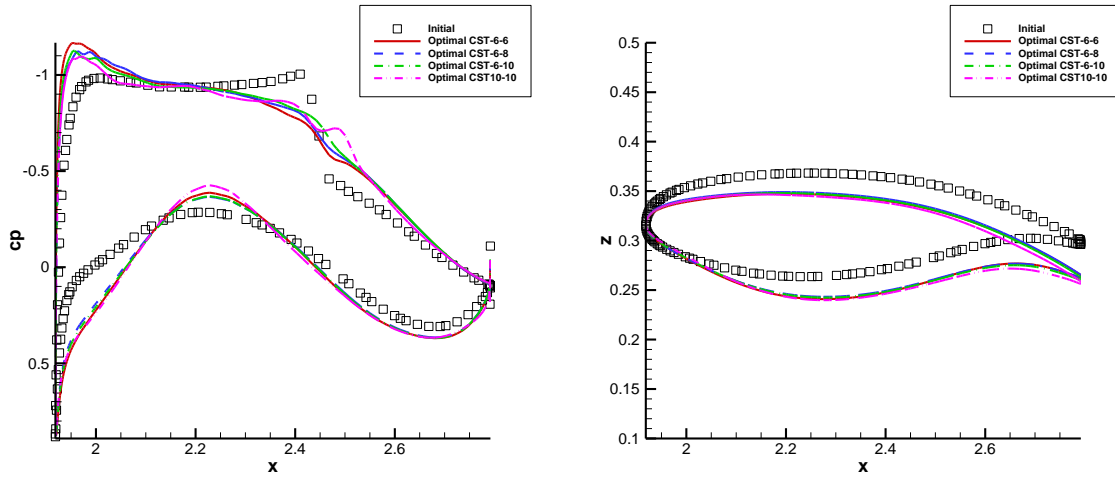 Initial
Optimal CST-6-6
Optimal CST-6-8
Optimal CST-6-10
Optimal CST10-10
-1
-0.5
0
0.5
cp
2 2.2 2.4 2.6
x
Initial
Optimal CST-6-6
Optimal CST-6-8
Optimal CST-6-10
Optimal CST10-10
0.5
0.45
0.4
0.35
0.3
0.25
0.2
0.15
0.1
z
2 2.2 2.4 2.6
x